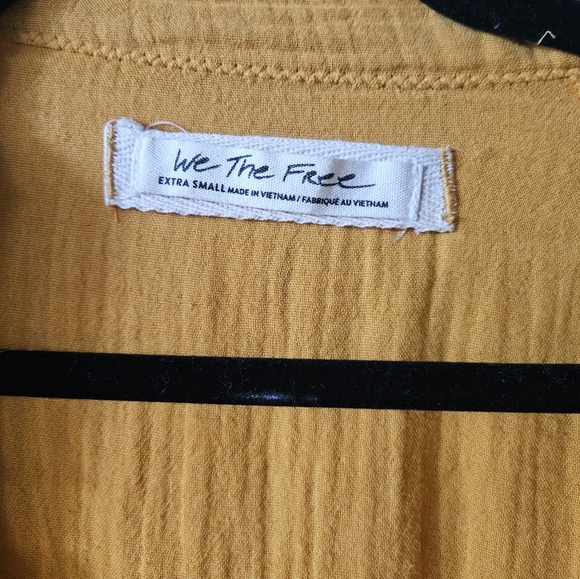 We The Free
EXTRA SMALL MADE IN VIETNAM / FABRIQUÉ AU VIETNAM